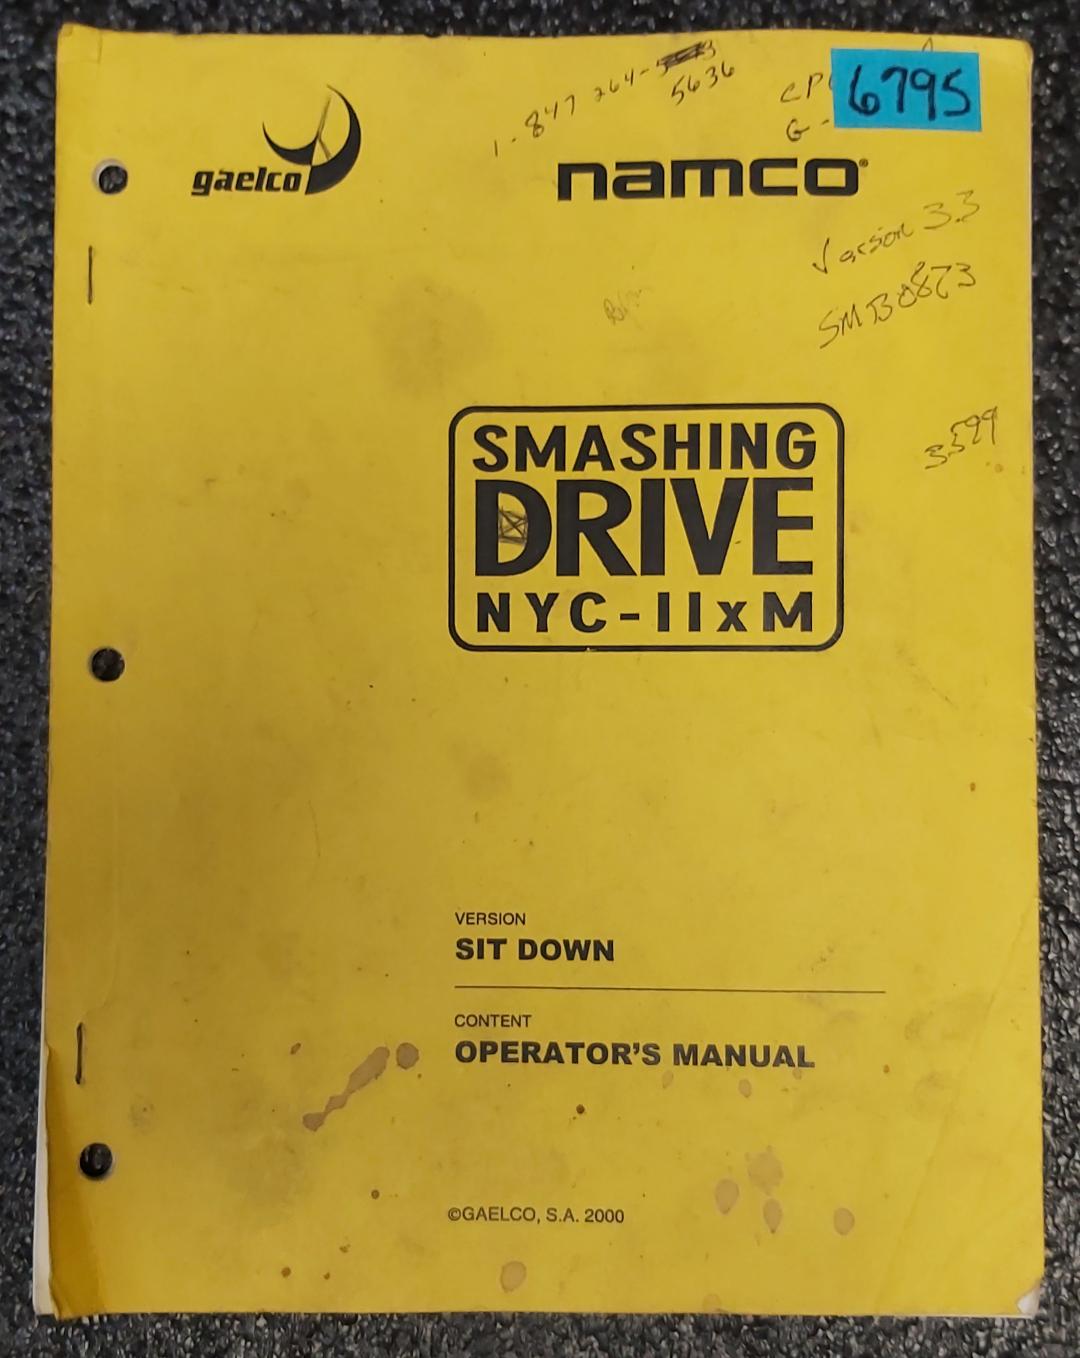 1-847 264-
5636
CP
G-
6795
gaelco
namco®
Version 3.3
SMB0873
3599
SMASHING
DRIVE
NYC-IIxM
VERSION
SIT DOWN
CONTENT
OPERATOR'S MANUAL
©GAELCO, S.A. 2000